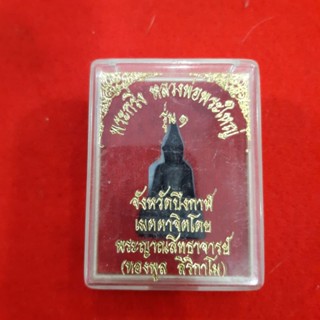 พระกริ่ง หลวงพ่อพระใหญ่
รุ่น ๑
จังหวัดบึงกาฬ
เมตตาจิตโดย
พระญาณสิทธาจารย์
(ทองพูล สิริกาโม)